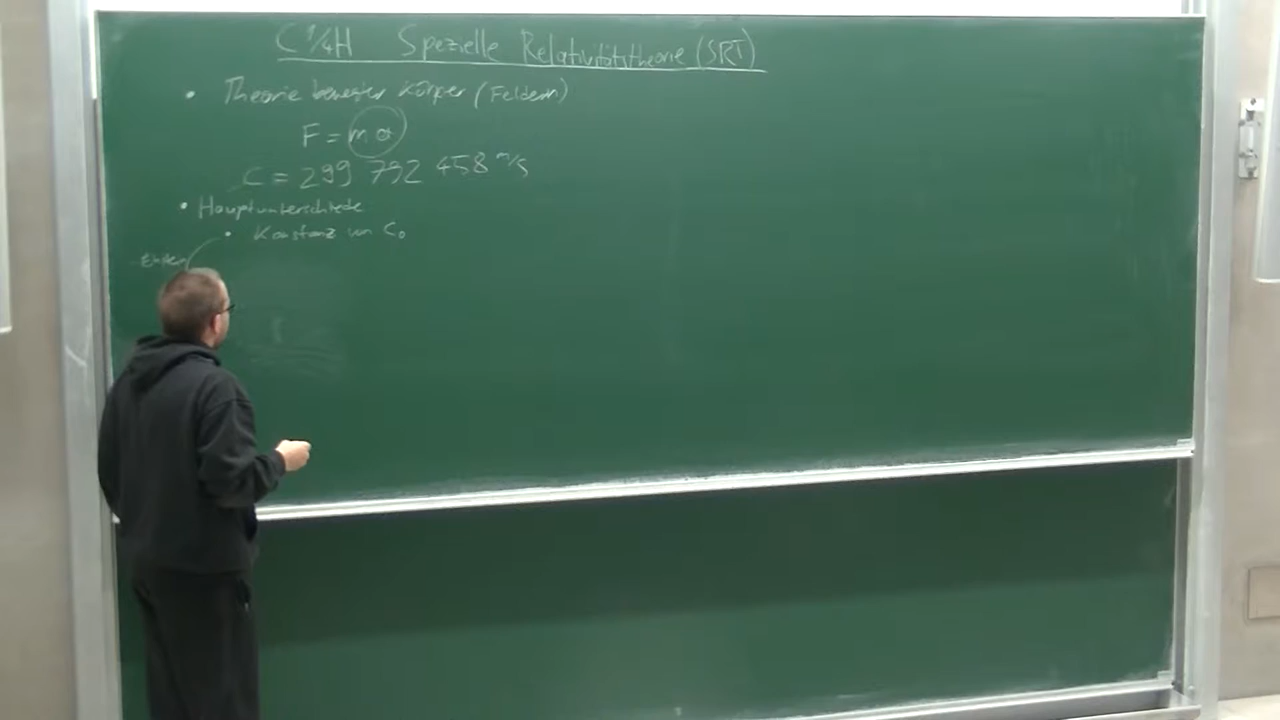 C¼H Spezielle Relativitätstheorie (SRT)
• Theorie bewegter Körper (Feldern)
F = m a
C = 299 792 458 m/s
• Hauptunterschiede
• Konstanz von C₀